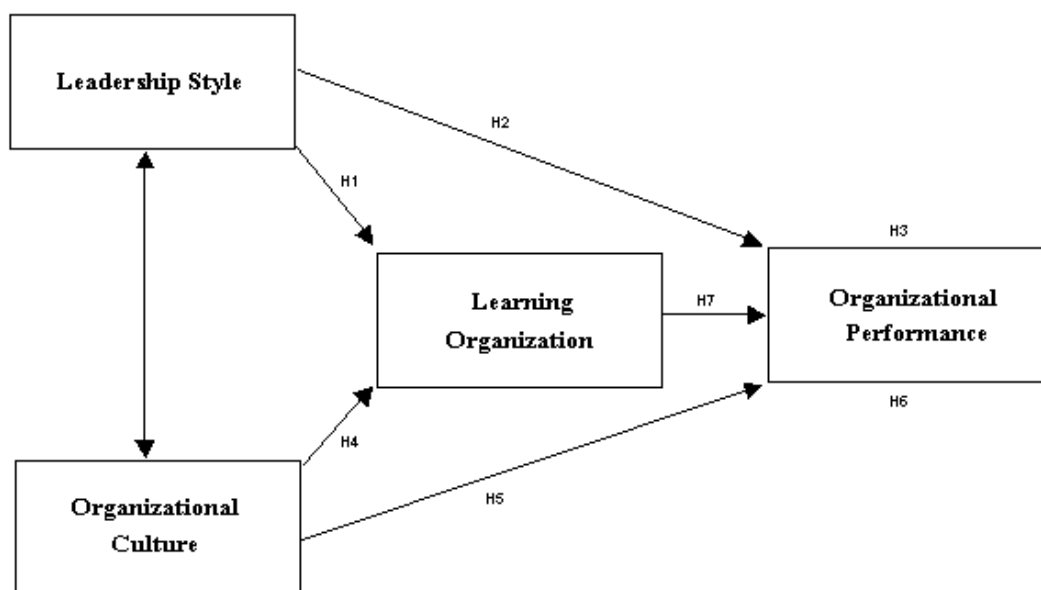 Leadership Style
H2
H1
H3
Learning
Organization
H7
Organizational
Performance
H6
H4
H5
Organizational
Culture